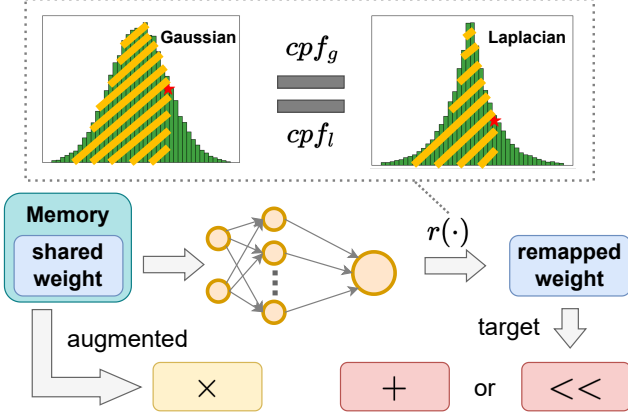 Gaussian
cpf_g
Laplacian
cpf_l
Memory
shared
weight
r(·)
remapped
weight
augmented
target
×
+
or
<<